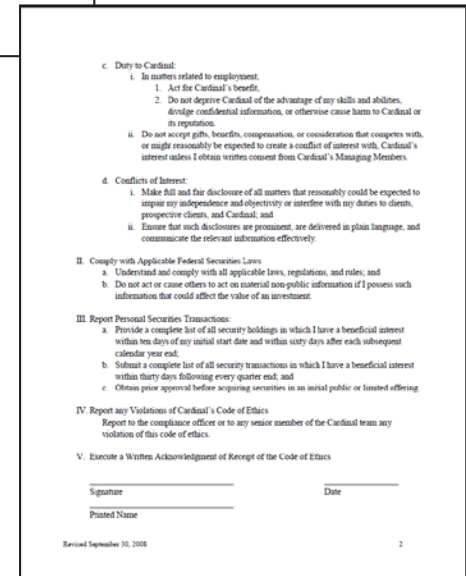 c. Duty to Cardinal:
i. In matters related to employment,
1. Act for Cardinal's benefit,
2. Do not deprive Cardinal of the advantage of my skills and abilities,
divulge confidential information, or otherwise cause harm to Cardinal or
its reputation.
ii. Do not accept gifts, benefits, compensation, or consideration that competes with,
or might reasonably be expected to create a conflict of interest with, Cardinal's
interest unless I obtain written consent from Cardinal's Managing Members.
d. Conflicts of Interest:
i. Make full and fair disclosure of all matters that reasonably could be expected to
impair my independence and objectivity or interfere with my duties to clients,
prospective clients, and Cardinal; and
ii. Ensure that such disclosures are prominent, are delivered in plain language, and
communicate the relevant information effectively.
II. Comply with Applicable Federal Securities Laws
a. Understand and comply with all applicable laws, regulations, and rules; and
b. Do not act or cause others to act on material non-public information if I possess such
information that could affect the value of an investment.
III. Report Personal Securities Transactions:
a. Provide a complete list of all security holdings in which I have a beneficial interest
within ten days of my initial start date and within sixty days after each subsequent
calendar year end;
b. Submit a complete list of all security transactions in which I have a beneficial interest
within thirty days following every quarter end; and
c. Obtain prior approval before acquiring securities in an initial public or limited offering.
IV. Report any Violations of Cardinal's Code of Ethics
Report to the compliance officer or to any senior member of the Cardinal team any
violation of this code of ethics.
V. Execute a Written Acknowledgment of Receipt of the Code of Ethics
Signature Date
Printed Name
Revised September 30, 2008 2